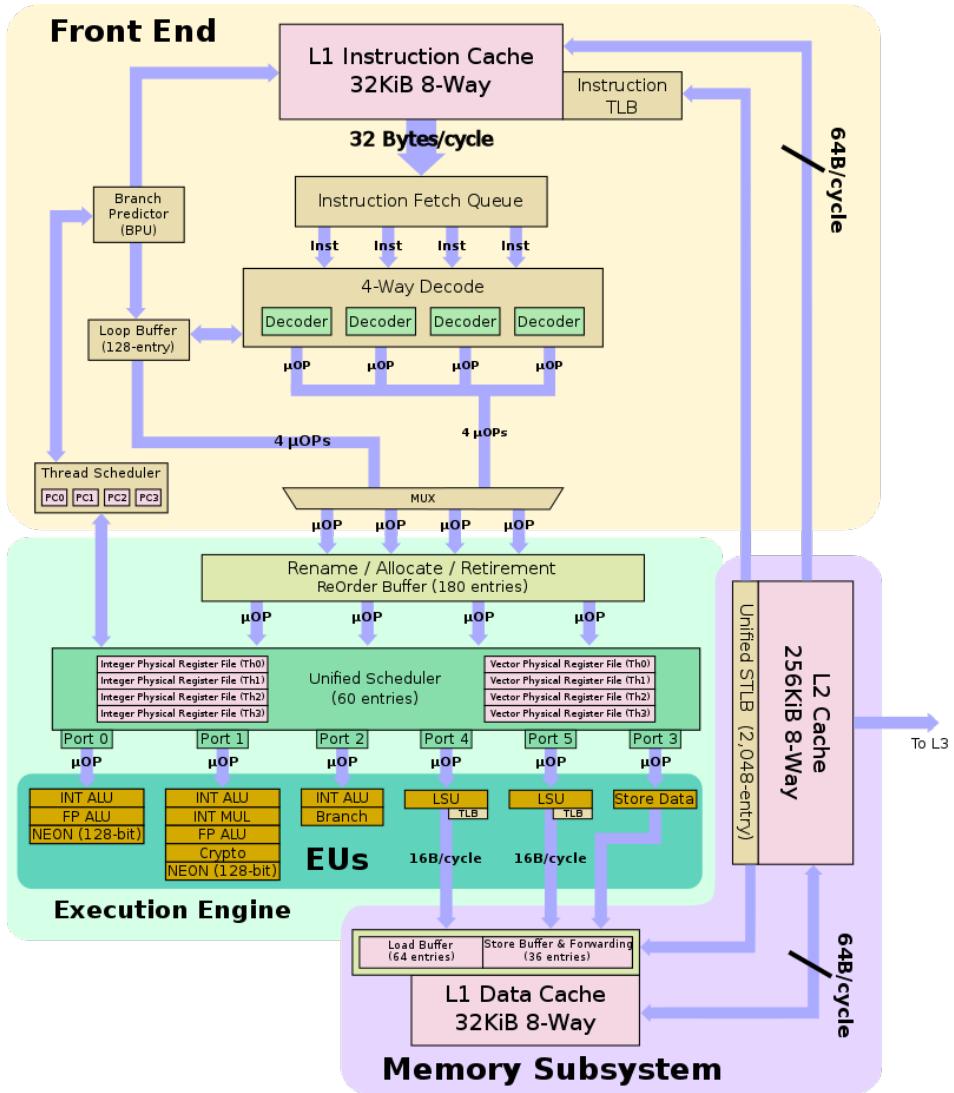 Front End
L1 Instruction Cache
32KiB 8-Way
Instruction
TLB
32 Bytes/cycle
64B/cycle
Branch
Predictor
(BPU)
Instruction Fetch Queue
Inst Inst Inst Inst
4-Way Decode
Decoder Decoder Decoder Decoder
Loop Buffer
(128-entry)
µOP µOP µOP µOP
4 µOPs
4 µOPs
Thread Scheduler
PC0 PC1 PC2 PC3
MUX
µOP µOP µOP µOP
Rename / Allocate / Retirement
ReOrder Buffer (180 entries)
µOP µOP µOP µOP
Integer Physical Register File (Th0)
Integer Physical Register File (Th1)
Integer Physical Register File (Th2)
Integer Physical Register File (Th3)
Unified Scheduler
(60 entries)
Vector Physical Register File (Th0)
Vector Physical Register File (Th1)
Vector Physical Register File (Th2)
Vector Physical Register File (Th3)
Port 0 Port 1 Port 2 Port 4 Port 5 Port 3
µOP µOP µOP µOP µOP µOP
INT ALU
FP ALU
NEON (128-bit)
INT ALU
INT MUL
FP ALU
Crypto
NEON (128-bit)
INT ALU
Branch
LSU
TLB
LSU
TLB
Store Data
EUs
16B/cycle 16B/cycle
Execution Engine
Unified STLB (2,048-entry)
L2 Cache
256KiB 8-Way
To L3
Load Buffer
(64 entries)
Store Buffer & Forwarding
(36 entries)
L1 Data Cache
32KiB 8-Way
64B/cycle
Memory Subsystem